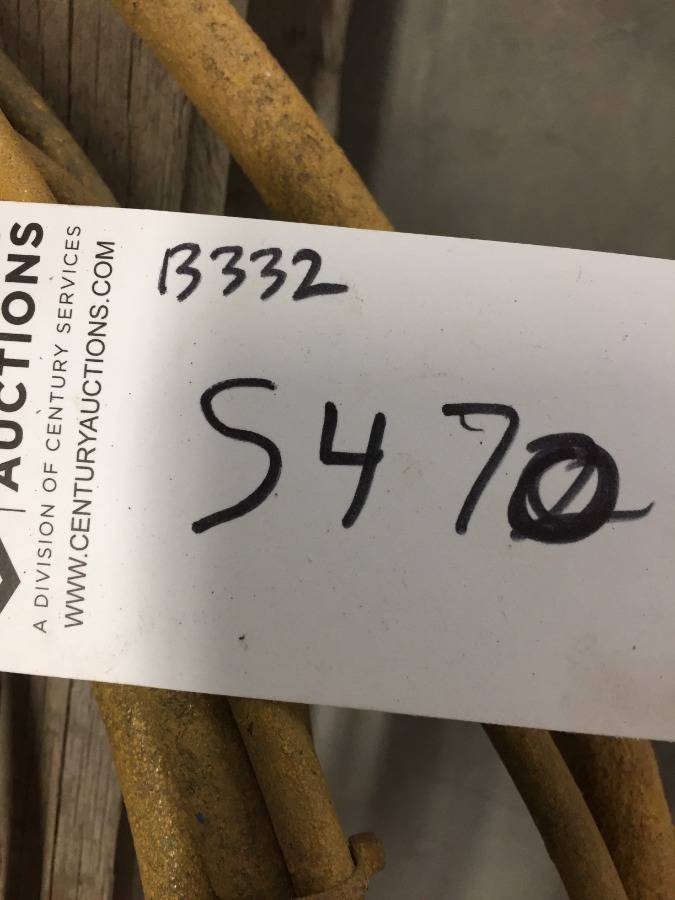 AUCTIONS
A DIVISION OF CENTURY SERVICES
WWW.CENTURYAUCTIONS.COM
B332
S470